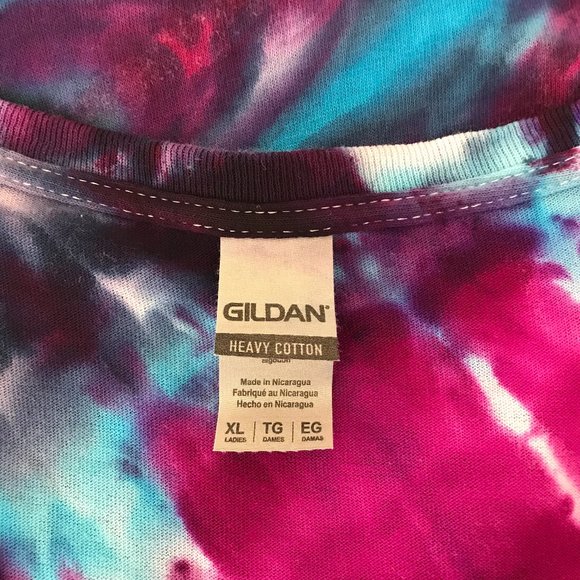 GILDAN®
HEAVY COTTON
Made in Nicaragua
Fabriqué au Nicaragua
Hecho en Nicaragua
XL | TG | EG
LADIES | DAMES | DAMAS